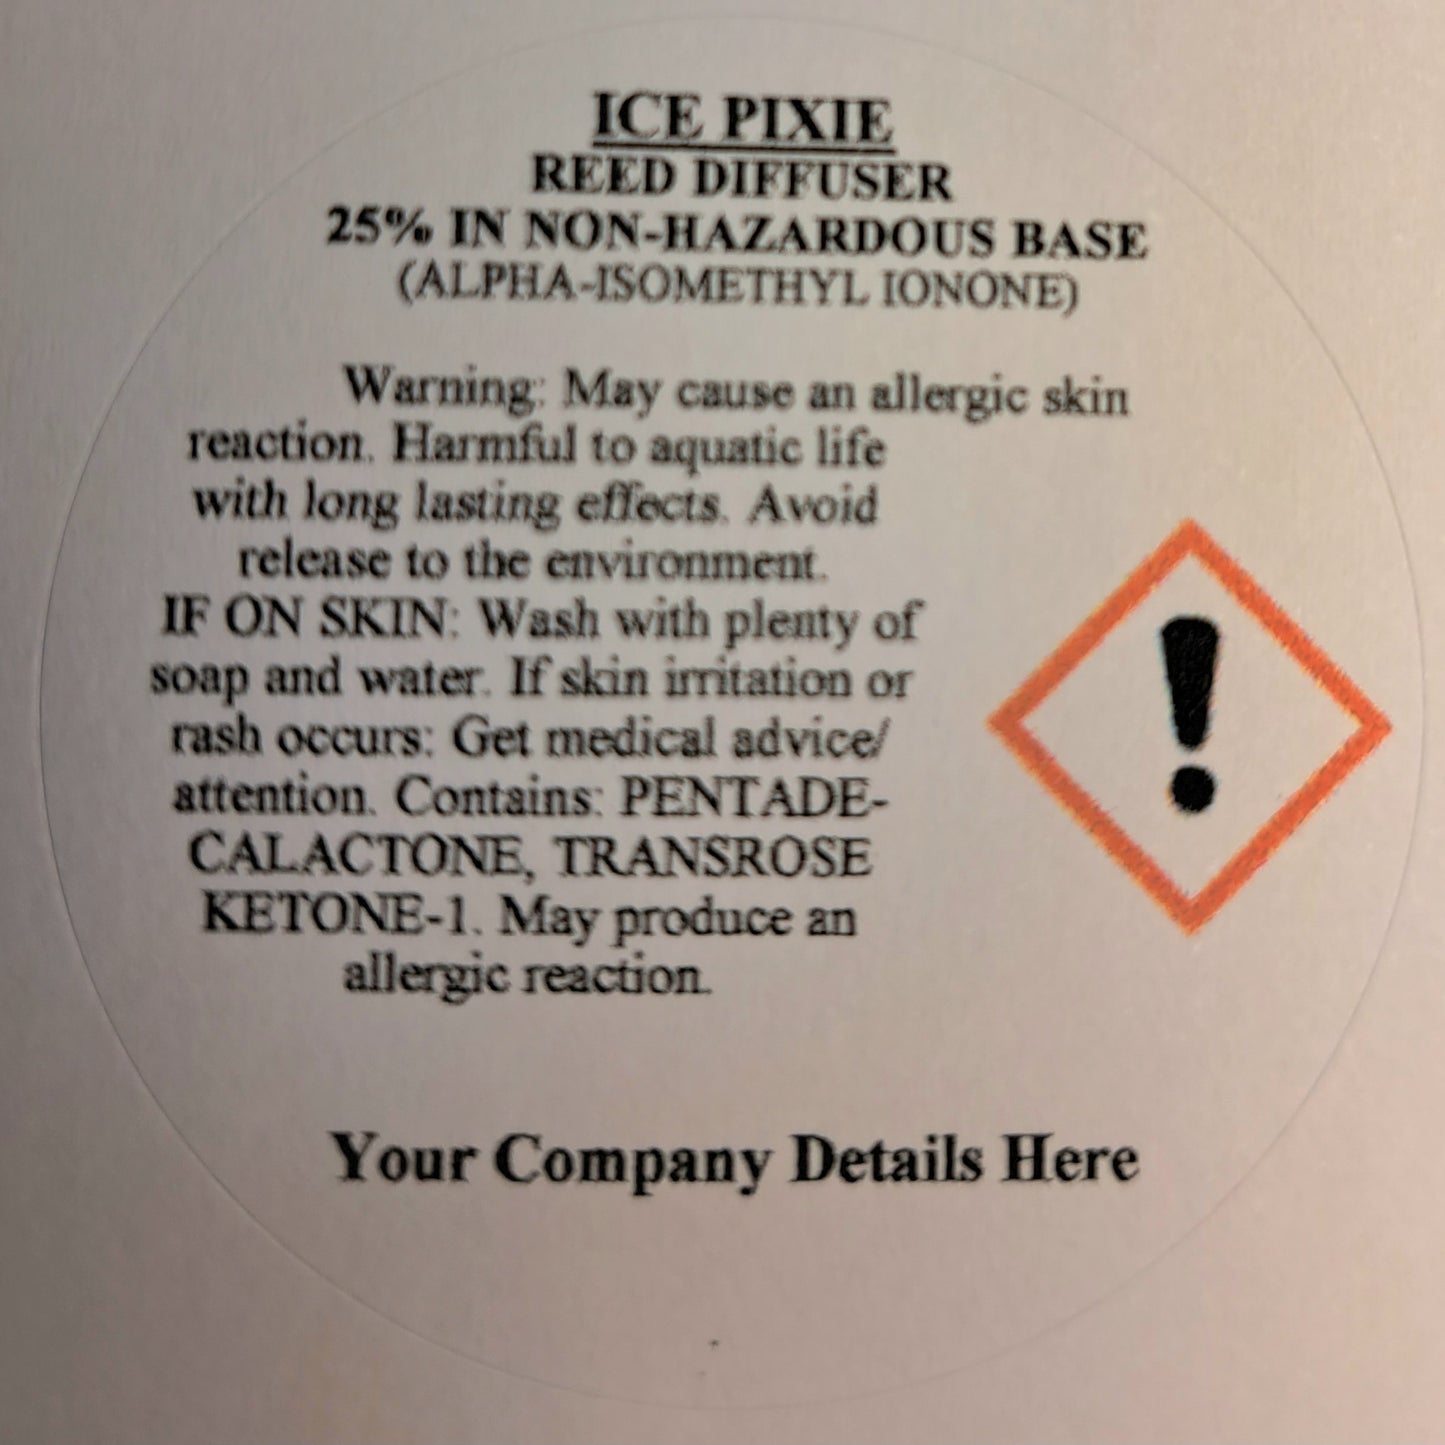 ICE PIXIE
REED DIFFUSER
25% IN NON-HAZARDOUS BASE
(ALPHA-ISOMETHYL IONONE)
Warning: May cause an allergic skin
reaction. Harmful to aquatic life
with long lasting effects. Avoid
release to the environment.
IF ON SKIN: Wash with plenty of
soap and water. If skin irritation or
rash occurs: Get medical advice/
attention. Contains: PENTADE-
CALACTONE, TRANSROSE
KETONE-1. May produce an
allergic reaction.
Your Company Details Here